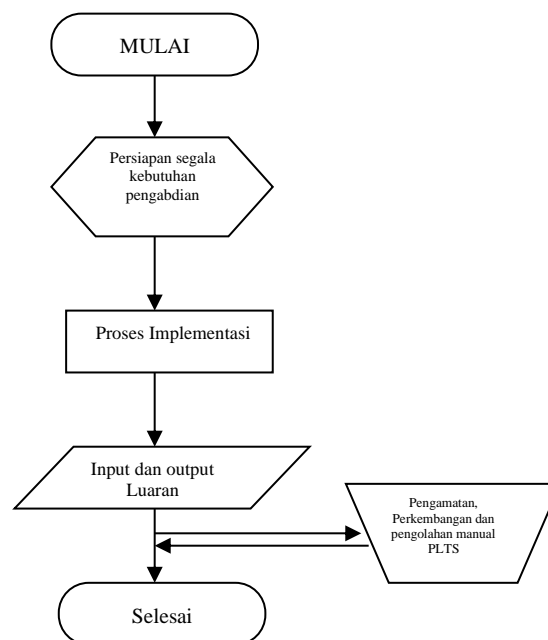 MULAI
Persiapan segala
kebutuhan
pengabdian
Proses Implementasi
Input dan output
Luaran
Pengamatan,
Perkembangan dan
pengolahan manual
PLTS
Selesai